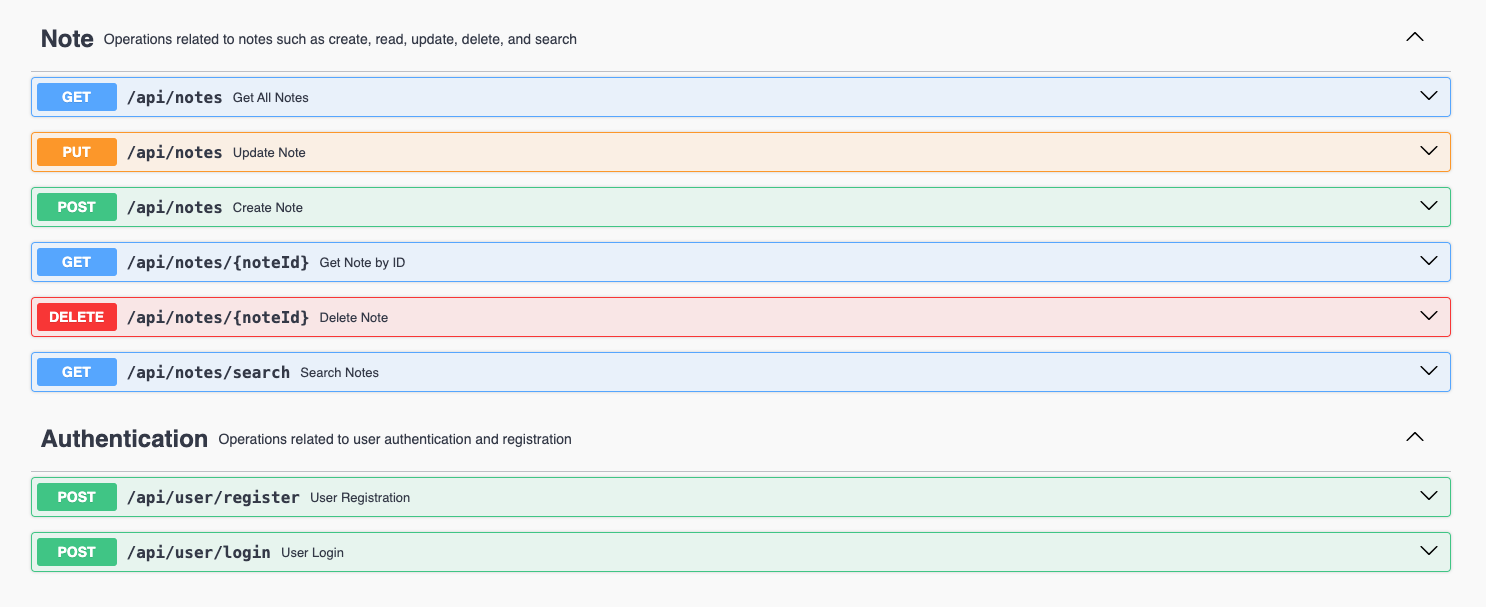 Note Operations related to notes such as create, read, update, delete, and search
GET /api/notes Get All Notes
PUT /api/notes Update Note
POST /api/notes Create Note
GET /api/notes/{noteId} Get Note by ID
DELETE /api/notes/{noteId} Delete Note
GET /api/notes/search Search Notes
Authentication Operations related to user authentication and registration
POST /api/user/register User Registration
POST /api/user/login User Login